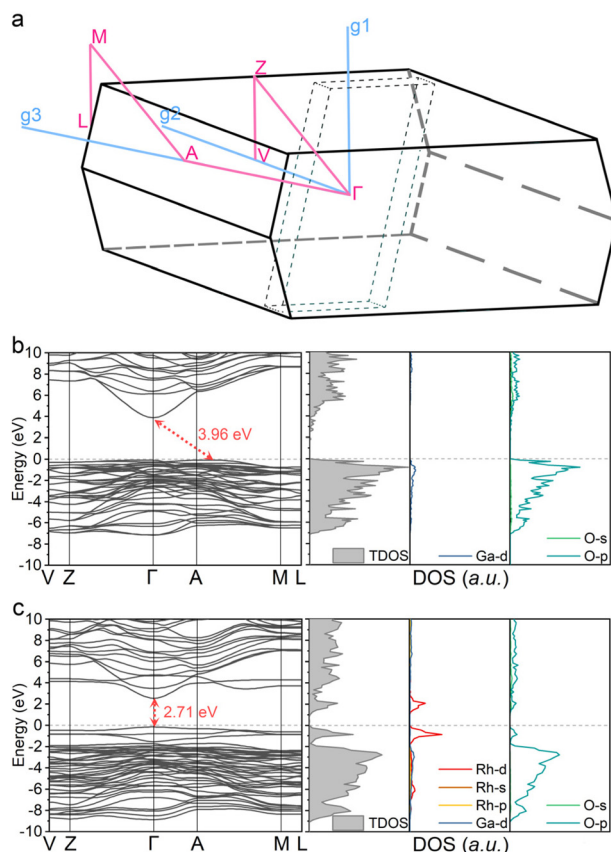 a
M
Z
g1
g3
g2
L
A
V
Γ
b
10
8
6
4
2
0
-2
-4
-6
-8
-10
Energy (eV)
3.96 eV
V Z Γ A M L
TDOS
Ga-d
O-s
O-p
DOS (a.u.)
c
10
8
6
4
2
0
-2
-4
-6
-8
-10
Energy (eV)
2.71 eV
V Z Γ A M L
TDOS
Rh-d
Rh-s
Rh-p
Ga-d
O-s
O-p
DOS (a.u.)